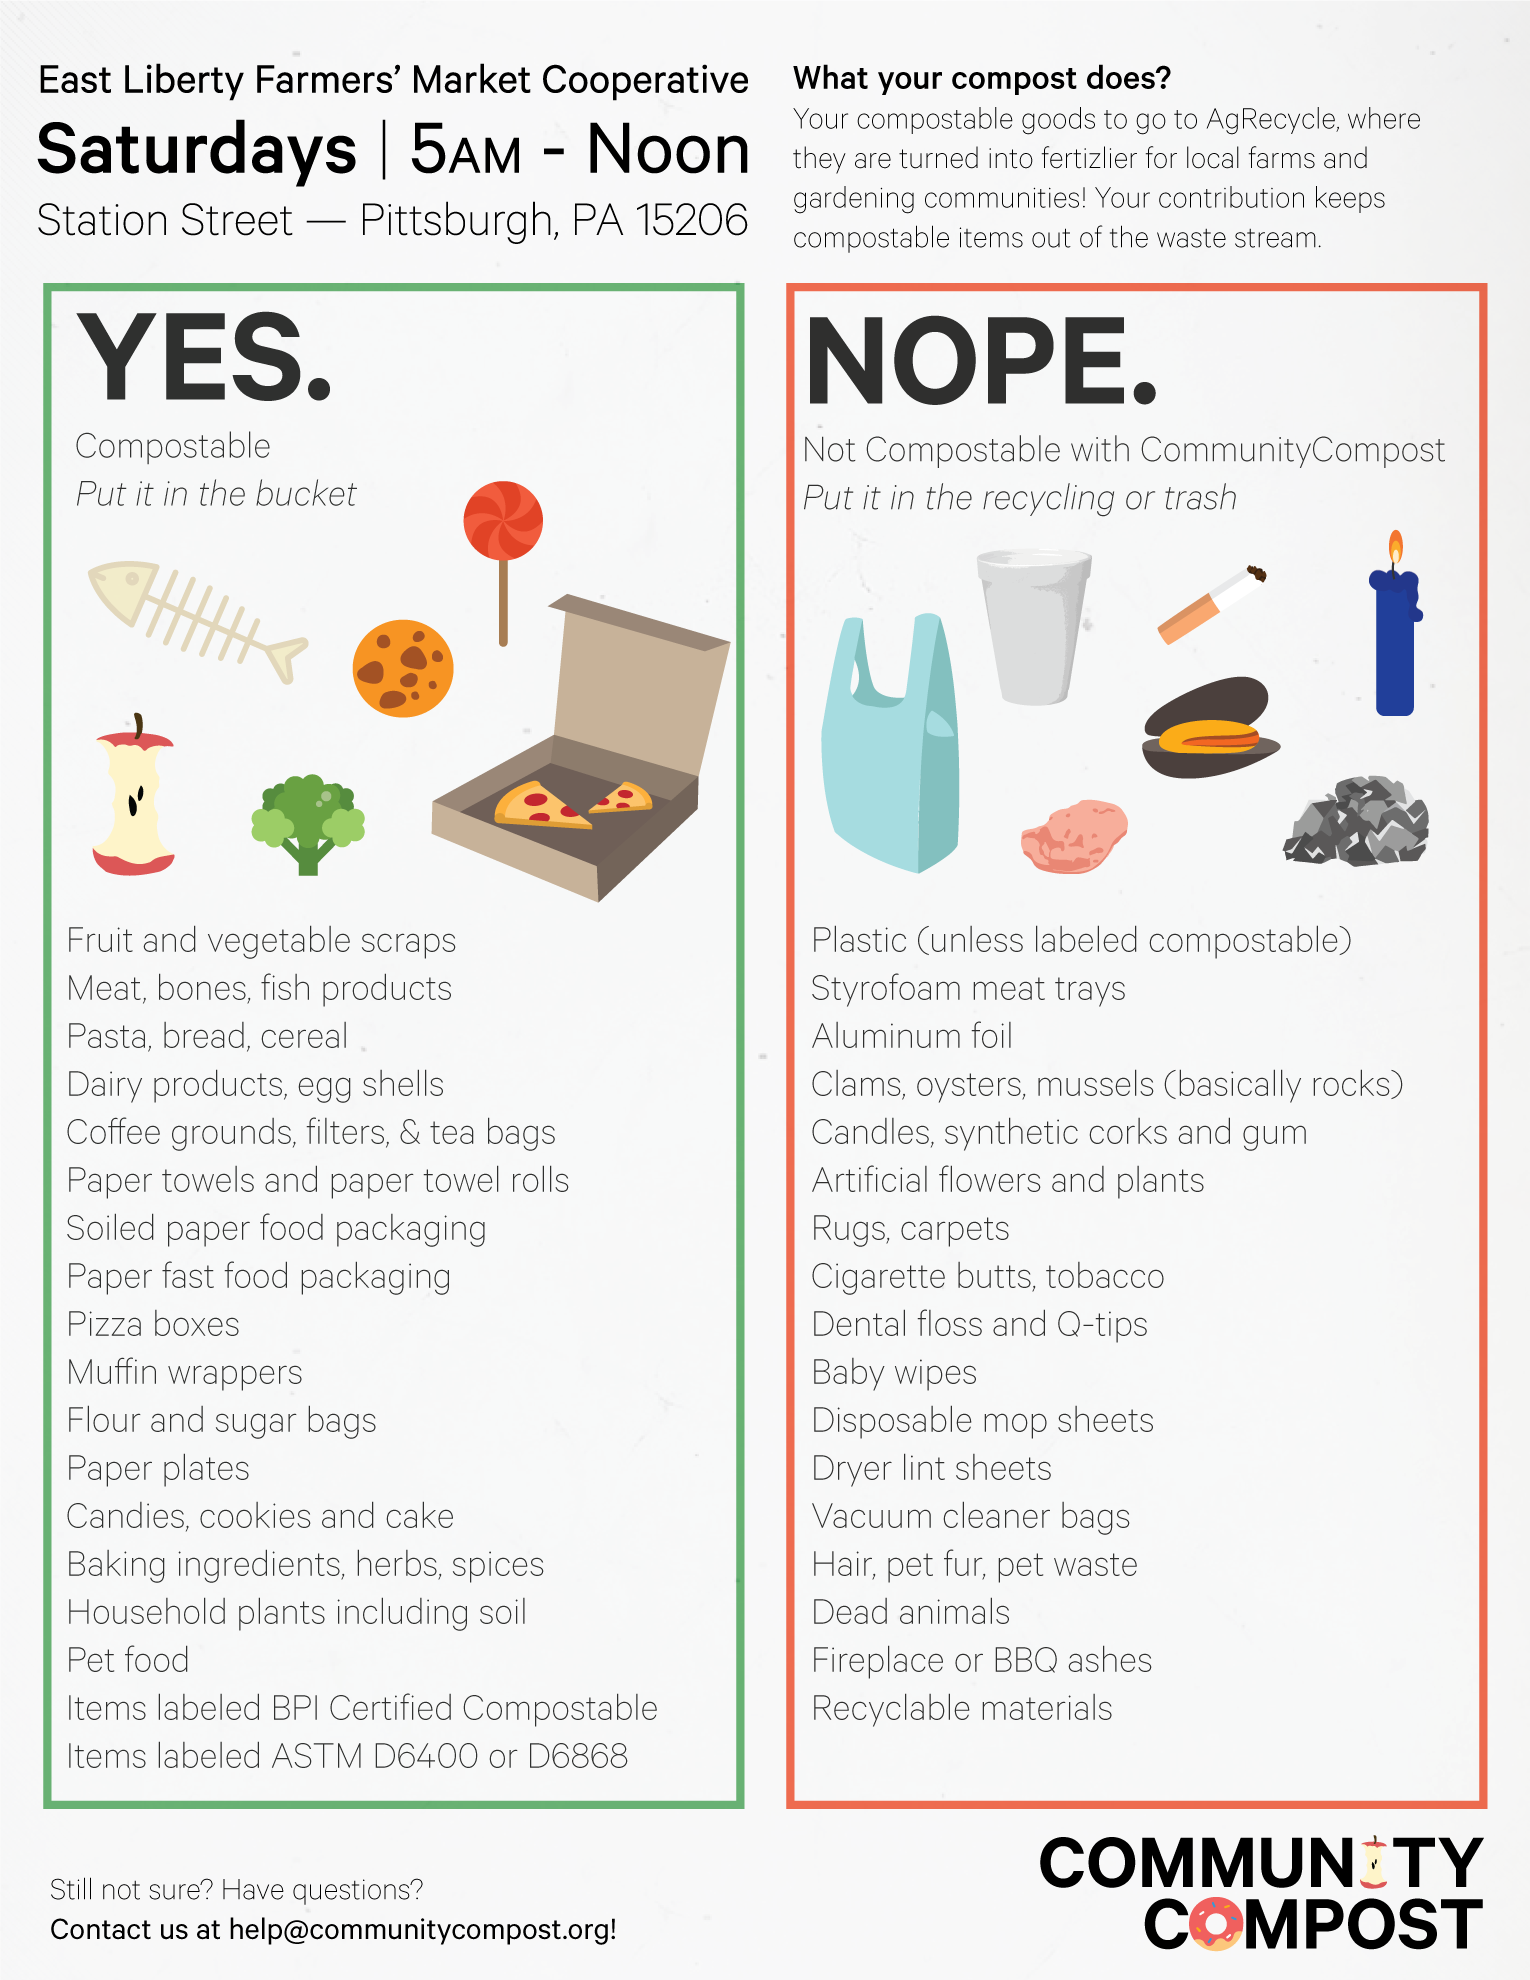 East Liberty Farmers’ Market Cooperative
Saturdays | 5AM - Noon
Station Street — Pittsburgh, PA 15206
What your compost does?
Your compostable goods to go to AgRecycle, where
they are turned into fertizlier for local farms and
gardening communities! Your contribution keeps
compostable items out of the waste stream.
YES.
Compostable
Put it in the bucket
Fruit and vegetable scraps
Meat, bones, fish products
Pasta, bread, cereal
Dairy products, egg shells
Coffee grounds, filters, & tea bags
Paper towels and paper towel rolls
Soiled paper food packaging
Paper fast food packaging
Pizza boxes
Muffin wrappers
Flour and sugar bags
Paper plates
Candies, cookies and cake
Baking ingredients, herbs, spices
Household plants including soil
Pet food
Items labeled BPI Certified Compostable
Items labeled ASTM D6400 or D6868
NOPE.
Not Compostable with CommunityCompost
Put it in the recycling or trash
Plastic (unless labeled compostable)
Styrofoam meat trays
Aluminum foil
Clams, oysters, mussels (basically rocks)
Candles, synthetic corks and gum
Artificial flowers and plants
Rugs, carpets
Cigarette butts, tobacco
Dental floss and Q-tips
Baby wipes
Disposable mop sheets
Dryer lint sheets
Vacuum cleaner bags
Hair, pet fur, pet waste
Dead animals
Fireplace or BBQ ashes
Recyclable materials
Still not sure? Have questions?
Contact us at help@communitycompost.org!
COMMUNITY
COMPOST